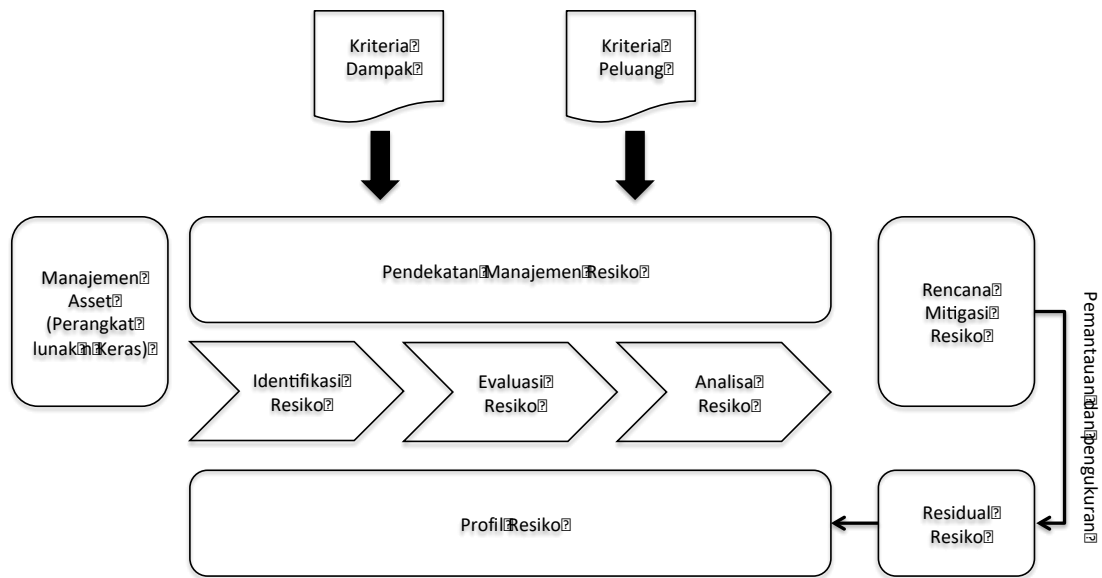 Kriteria
Dampak
Kriteria
Peluang
Manajemen
Asset
(Perangkat
lunak n Keras)
Pendekatan Manajemen Resiko
Identifikasi
Resiko
Evaluasi
Resiko
Analisa
Resiko
Rencana
Mitigasi
Resiko
Pemantauan dan pengukuran
Profil Resiko
Residual
Resiko